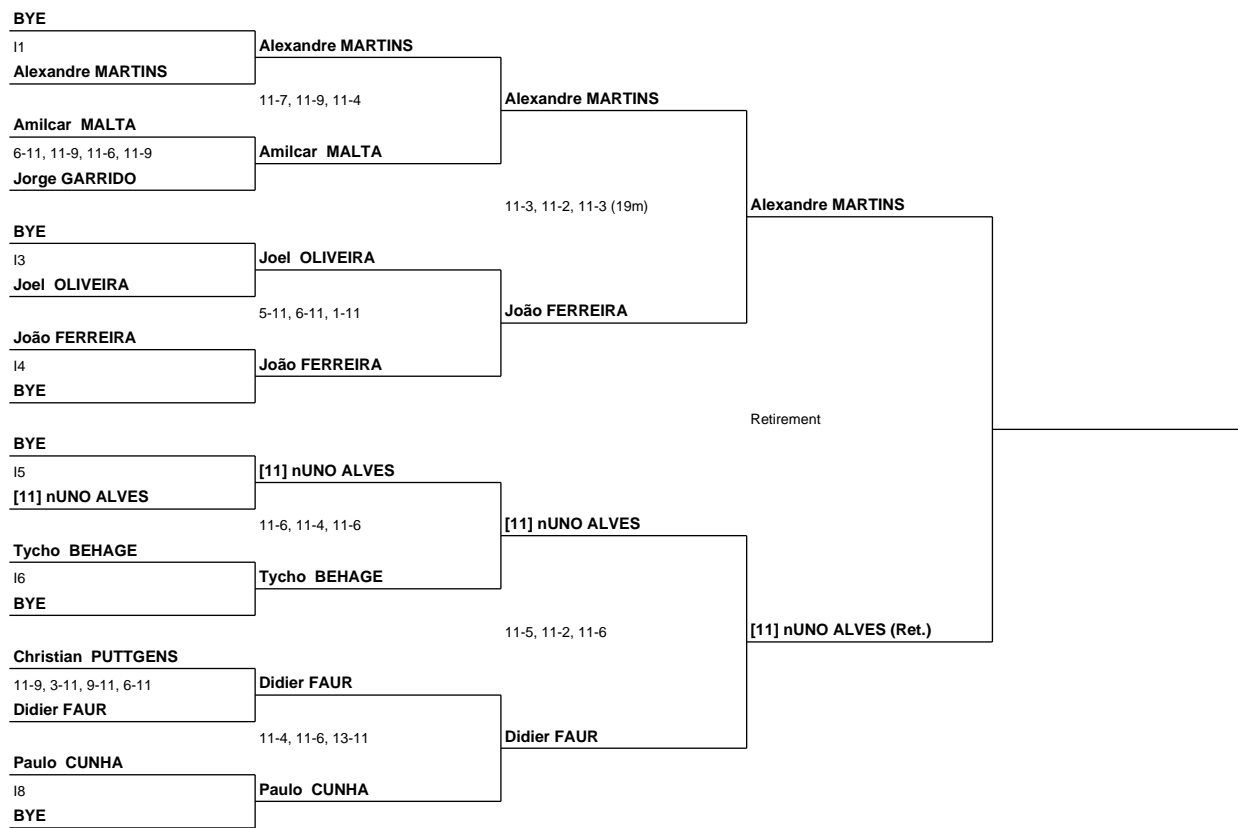 BYE
I1
Alexandre MARTINS
Alexandre MARTINS
11-7, 11-9, 11-4
Alexandre MARTINS
Amilcar MALTA
6-11, 11-9, 11-6, 11-9
Amilcar MALTA
Jorge GARRIDO
11-3, 11-2, 11-3 (19m)
Alexandre MARTINS
BYE
I3
Joel OLIVEIRA
Joel OLIVEIRA
5-11, 6-11, 1-11
João FERREIRA
João FERREIRA
I4
João FERREIRA
BYE
Retirement
BYE
I5
[11] nUNO ALVES
[11] nUNO ALVES
11-6, 11-4, 11-6
[11] nUNO ALVES
Tycho BEHAGE
I6
Tycho BEHAGE
BYE
11-5, 11-2, 11-6
[11] nUNO ALVES (Ret.)
Christian PUTTGENS
11-9, 3-11, 9-11, 6-11
Didier FAUR
Didier FAUR
11-4, 11-6, 13-11
Didier FAUR
Paulo CUNHA
I8
Paulo CUNHA
BYE